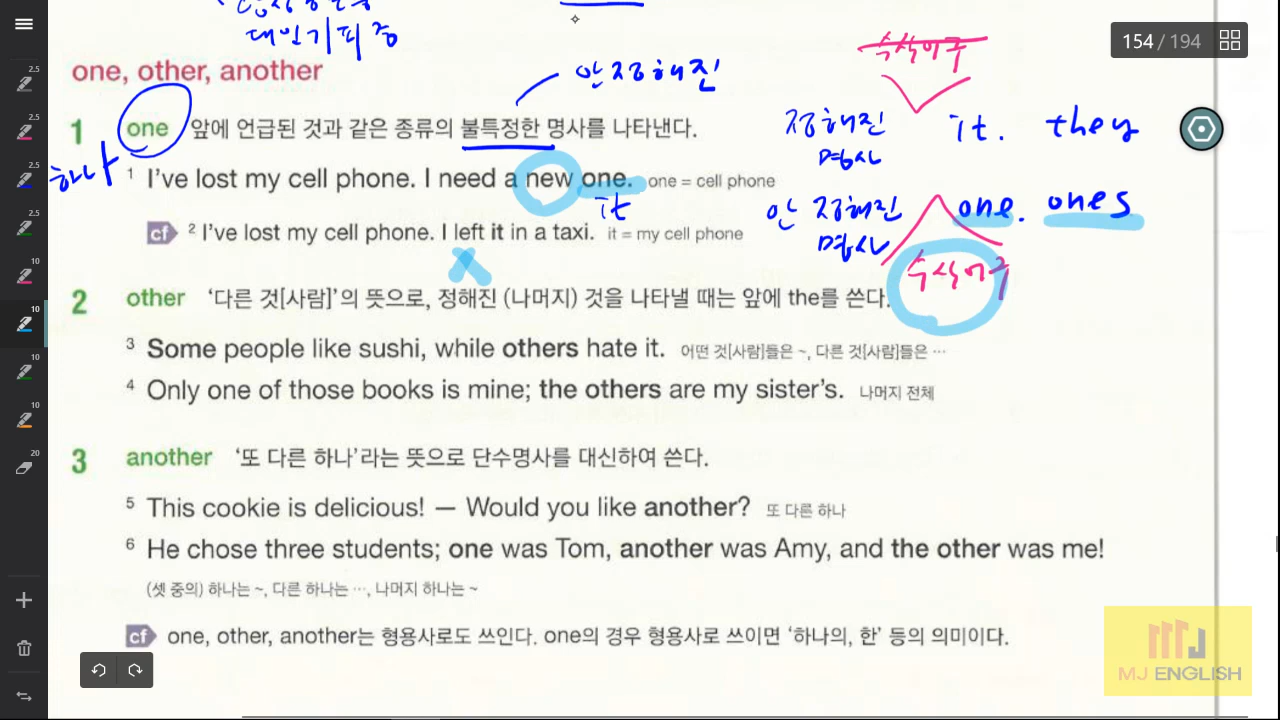 대인기피증
수식어구
154 / 194
one, other, another
안 정해진
1 one 앞에 언급된 것과 같은 종류의 불특정한 명사를 나타낸다.
정해진 명사 it. they
하나
1 I've lost my cell phone. I need a new one. one = cell phone
it
안 정해진 명사 one. ones
cf 2 I've lost my cell phone. I left it in a taxi. it = my cell phone
수식어구
2 other '다른 것[사람]'의 뜻으로, 정해진 (나머지) 것을 나타낼 때는 앞에 the를 쓴다.
3 Some people like sushi, while others hate it. 어떤 것[사람]들은 ~, 다른 것[사람]들은 …
4 Only one of those books is mine; the others are my sister's. 나머지 전체
3 another '또 다른 하나'라는 뜻으로 단수명사를 대신하여 쓴다.
5 This cookie is delicious! — Would you like another? 또 다른 하나
6 He chose three students; one was Tom, another was Amy, and the other was me!
(셋 중의) 하나는 ~, 다른 하나는 …, 나머지 하나는 ~
cf one, other, another는 형용사로도 쓰인다. one의 경우 형용사로 쓰이면 '하나의, 한' 등의 의미이다.
MJ ENGLISH
2.5
2.5
2.5
2.5
10
10
10
10
20